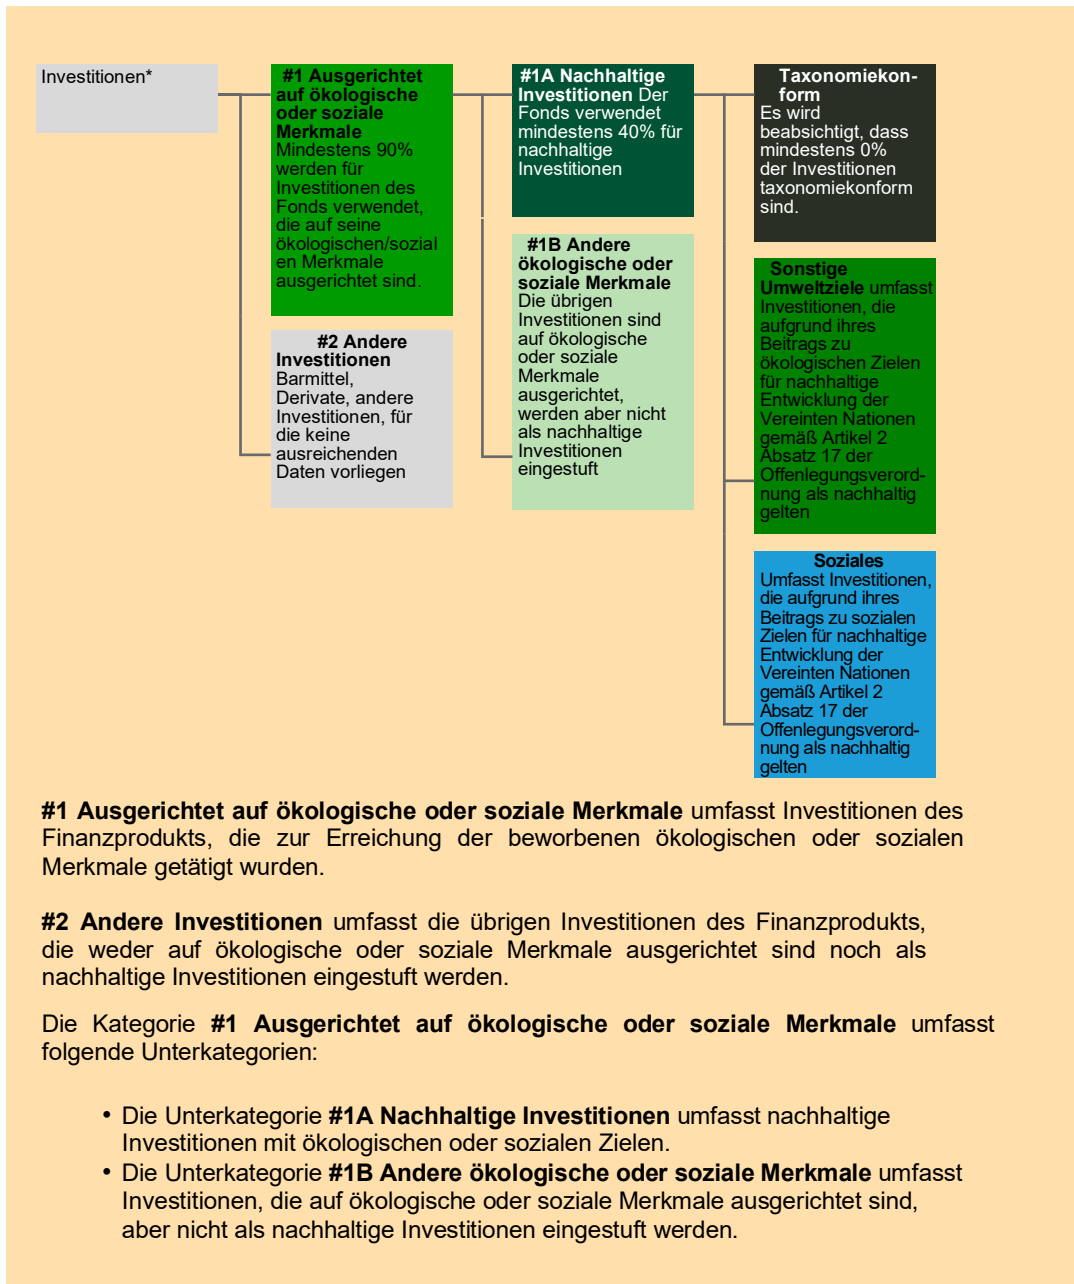 Investitionen*
#1 Ausgerichtet
auf ökologische
oder soziale
Merkmale
Mindestens 90%
werden für
Investitionen des
Fonds verwendet,
die auf seine
ökologischen/sozial
en Merkmale
ausgerichtet sind.
#2 Andere
Investitionen
Barmittel,
Derivate, andere
Investitionen, für
die keine
ausreichenden
Daten vorliegen
#1A Nachhaltige
Investitionen Der
Fonds verwendet
mindestens 40% für
nachhaltige
Investitionen
#1B Andere
ökologische oder
soziale Merkmale
Die übrigen
Investitionen sind
auf ökologische
oder soziale
Merkmale
ausgerichtet,
werden aber nicht
als nachhaltige
Investitionen
eingestuft
Taxonomiekon-
form
Es wird
beabsichtigt, dass
mindestens 0%
der Investitionen
taxonomiekonform
sind.
Sonstige
Umweltziele umfasst
Investitionen, die
aufgrund ihres
Beitrags zu
ökologischen Zielen
für nachhaltige
Entwicklung der
Vereinten Nationen
gemäß Artikel 2
Absatz 17 der
Offenlegungsverord-
nung als nachhaltig
gelten
Soziales
Umfasst Investitionen,
die aufgrund ihres
Beitrags zu sozialen
Zielen für nachhaltige
Entwicklung der
Vereinten Nationen
gemäß Artikel 2
Absatz 17 der
Offenlegungsverord-
nung als nachhaltig
gelten
#1 Ausgerichtet auf ökologische oder soziale Merkmale umfasst Investitionen des
Finanzprodukts, die zur Erreichung der beworbenen ökologischen oder sozialen
Merkmale getätigt wurden.
#2 Andere Investitionen umfasst die übrigen Investitionen des Finanzprodukts,
die weder auf ökologische oder soziale Merkmale ausgerichtet sind noch als
nachhaltige Investitionen eingestuft werden.
Die Kategorie #1 Ausgerichtet auf ökologische oder soziale Merkmale umfasst
folgende Unterkategorien:
• Die Unterkategorie #1A Nachhaltige Investitionen umfasst nachhaltige
Investitionen mit ökologischen oder sozialen Zielen.
• Die Unterkategorie #1B Andere ökologische oder soziale Merkmale umfasst
Investitionen, die auf ökologische oder soziale Merkmale ausgerichtet sind,
aber nicht als nachhaltige Investitionen eingestuft werden.